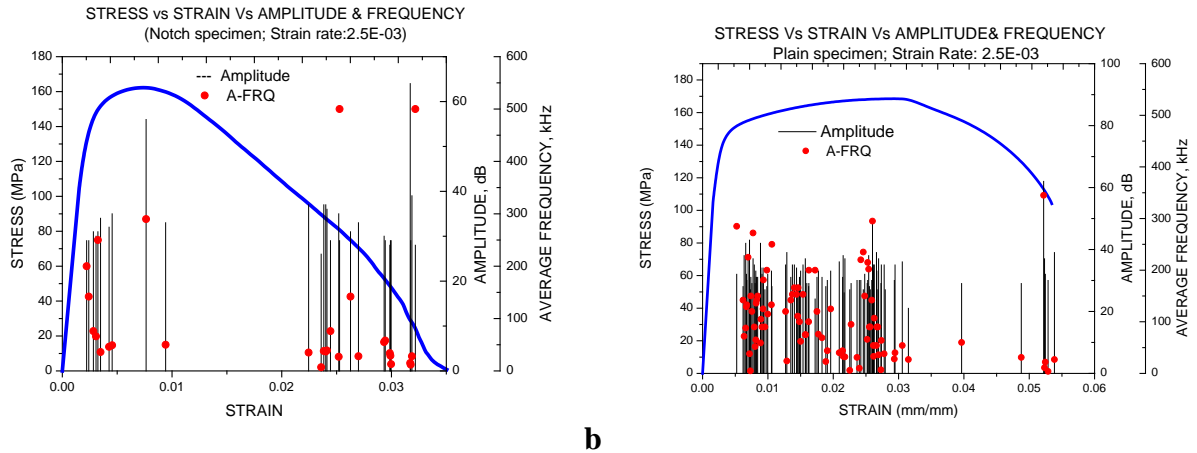 STRESS vs STRAIN Vs AMPLITUDE & FREQUENCY
(Notch specimen; Strain rate:2.5E-03)
180
160
140
120
100
80
60
40
20
0
STRESS (MPa)
--- Amplitude
A-FRQ
60
40
20
0
AMPLITUDE, dB
600
500
400
300
200
100
0
AVERAGE FREQUENCY, kHz
0.00 0.01 0.02 0.03
STRAIN
b
STRESS Vs STRAIN Vs AMPLITUDE& FREQUENCY
Plain specimen; Strain Rate: 2.5E-03
180
160
140
120
100
80
60
40
20
0
STRESS (MPa)
Amplitude
A-FRQ
100
80
60
40
20
0
AMPLITUDE, dB
600
500
400
300
200
100
0
AVERAGE FREQUENCY, kHz
0.00 0.01 0.02 0.03 0.04 0.05 0.06
STRAIN (mm/mm)